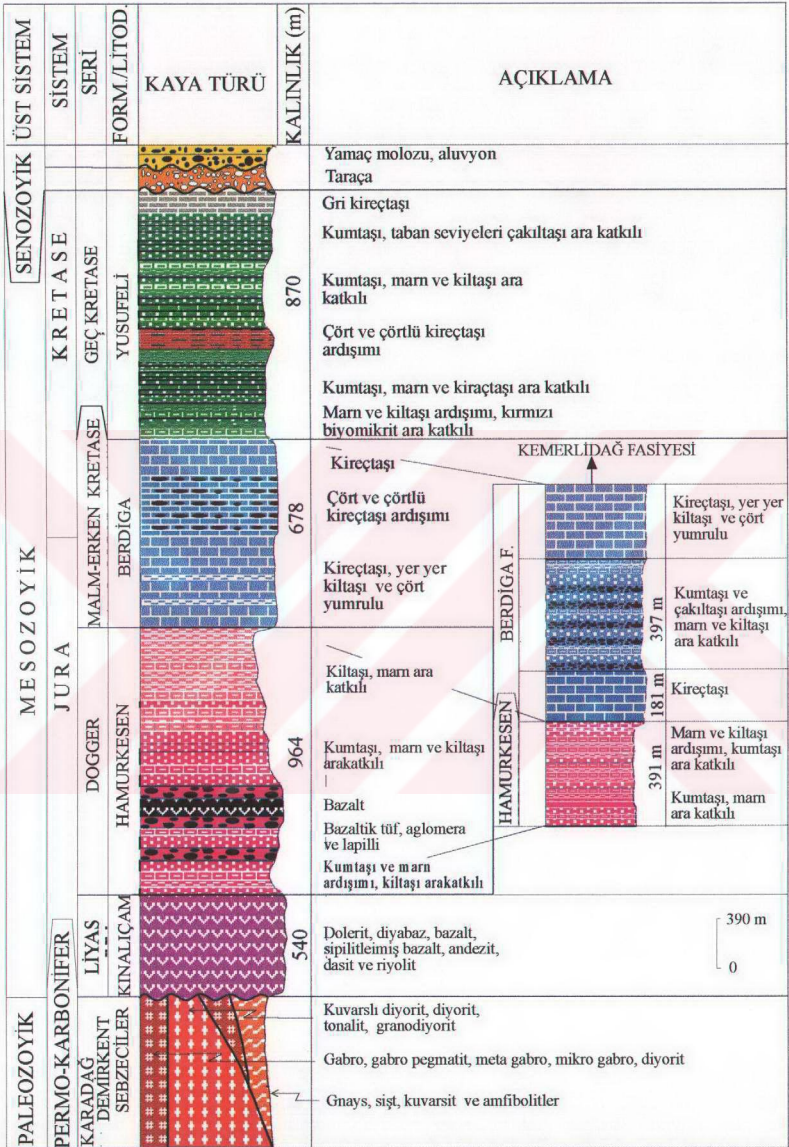 ÜST SİSTEM
SİSTEM
SERİ
FORM./LİTOD.
KAYA TÜRÜ
KALINLIK (m)
AÇIKLAMA
SENOZOYİK
Yamaç molozu, aluvyon
Taraça
MESOZOYİK
KRETASE
GEÇ KRETASE
YUSUFELİ
870
Gri kireçtaşı
Kumtaşı, taban seviyeleri çakıltaşı ara katkılı
Kumtaşı, marn ve kiltaşı ara
katkılı
Çört ve çörtlü kireçtaşı
ardışımı
Kumtaşı, marn ve kiraçtaşı ara katkılı
Marn ve kiltaşı ardışımı, kırmızı
biyomikrit ara katkılı
JURA
MALM-ERKEN KRETASE
BERDİGA
678
Kireçtaşı
Çört ve çörtlü
kireçtaşı ardışımı
Kireçtaşı, yer yer
kiltaşı ve çört
yumrulu
DOGGER
HAMURKESEN
964
Kiltaşı, marn ara
katkılı
Kumtaşı, marn ve kiltaşı
arakatkılı
Bazalt
Bazaltik tüf, aglomera
ve lapilli
Kumtaşı ve marn
ardışımı, kiltaşı arakatkılı
KEMERLİDAĞ FASİYESİ
BERDİGA F.
Kireçtaşı, yer yer
kiltaşı ve çört
yumrulu
397 m
Kumtaşı ve
çakıltaşı ardışımı,
marn ve kiltaşı
ara katkılı
181 m
Kireçtaşı
HAMURKESEN
391 m
Marn ve kiltaşı
ardışımı, kumtaşı
ara katkılı
Kumtaşı, marn
ara katkılı
LİYAS
KINALIÇAM
540
Dolerit, diyabaz, bazalt,
sipilitleimiş bazalt, andezit,
dasit ve riyolit
390 m
0
PALEOZOYİK
PERMO-KARBONİFER
KARADAĞ
DEMİRKENT
SEBZECİLER
Kuvarslı diyorit, diyorit,
tonalit, granodiyorit
Gabro, gabro pegmatit, meta gabro, mikro gabro, diyorit
Gnays, sişt, kuvarsit ve amfibolitler